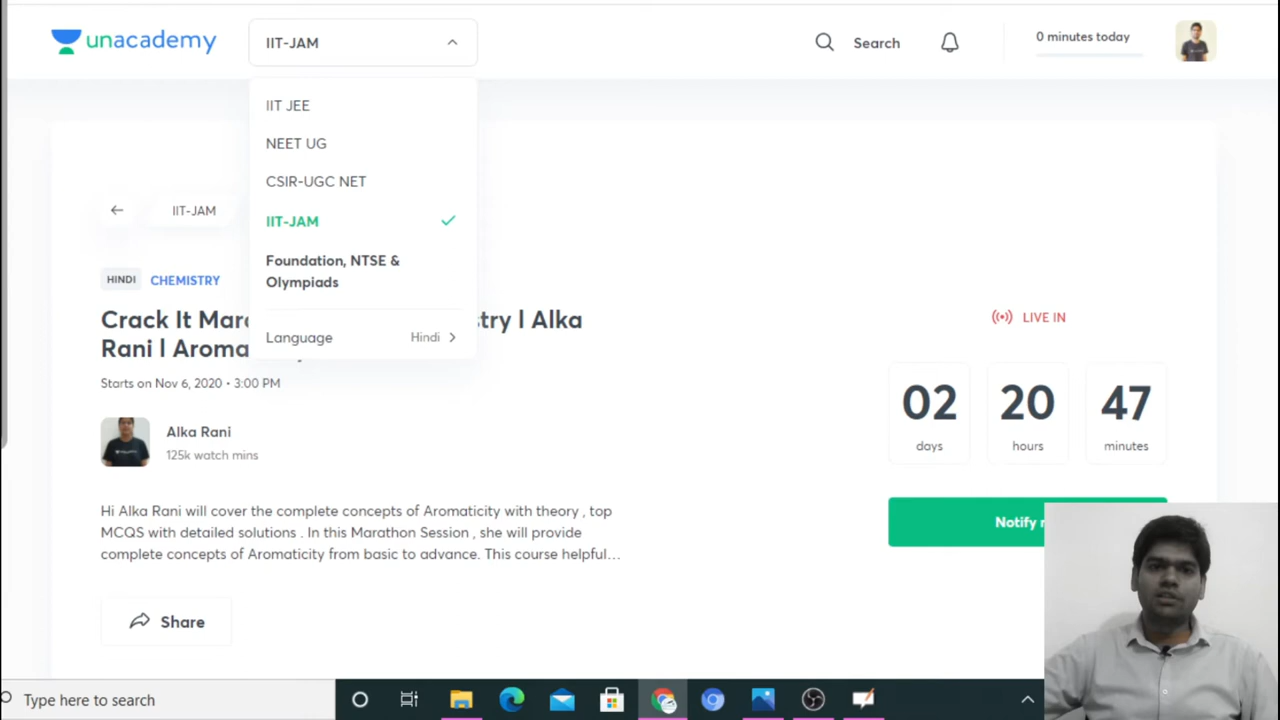 unacademy
IIT-JAM
Search
0 minutes today
IIT JEE
NEET UG
CSIR-UGC NET
IIT-JAM
Foundation, NTSE &
Olympiads
Language Hindi
IIT-JAM
HINDI CHEMISTRY
Crack It l Alka
Rani l
Starts on Nov 6, 2020 • 3:00 PM
Alka Rani
125k watch mins
Hi Alka Rani will cover the complete concepts of Aromaticity with theory , top
MCQS with detailed solutions . In this Marathon Session , she will provide
complete concepts of Aromaticity from basic to advance. This course helpful...
Share
LIVE IN
02 20 47
days hours minutes
Notify
Type here to search